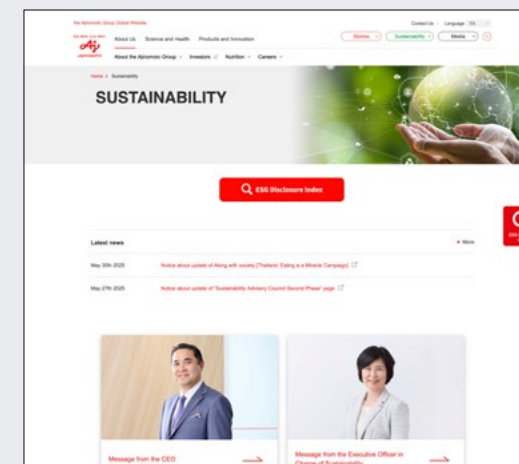 the Ajinomoto Group Global Website
Contact Us
Language
EN
About Us
Science and Health
Products and Innovation
Stories
Sustainability
Media
AJINOMOTO
About the Ajinomoto Group
Investors
Nutrition
Careers
Home
Sustainability
SUSTAINABILITY
ESG Disclosure Index
Latest news
More
May 30th 2025
Notice about update of Along with society [Thailand: Eating is a Miracle Campaign]
May 27th 2025
Notice about update of "Sustainability Advisory Council Second Phase" page.
Message from the CEO
Message from the Executive Officer in
Charge of Sustainability